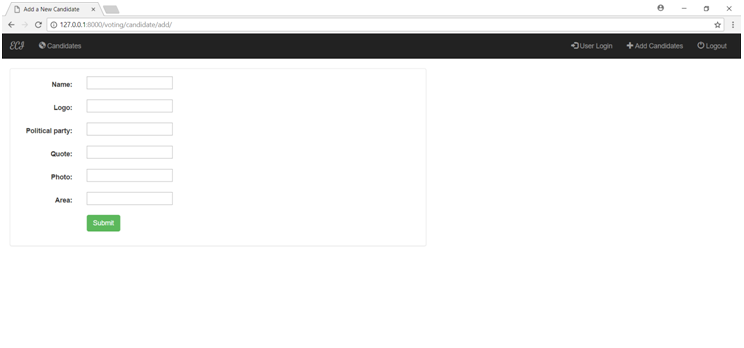 Add a New Candidate
127.0.0.1:8000/voting/candidate/add/
ECI Candidates User Login Add Candidates Logout
Name:
Logo:
Political party:
Quote:
Photo:
Area:
Submit